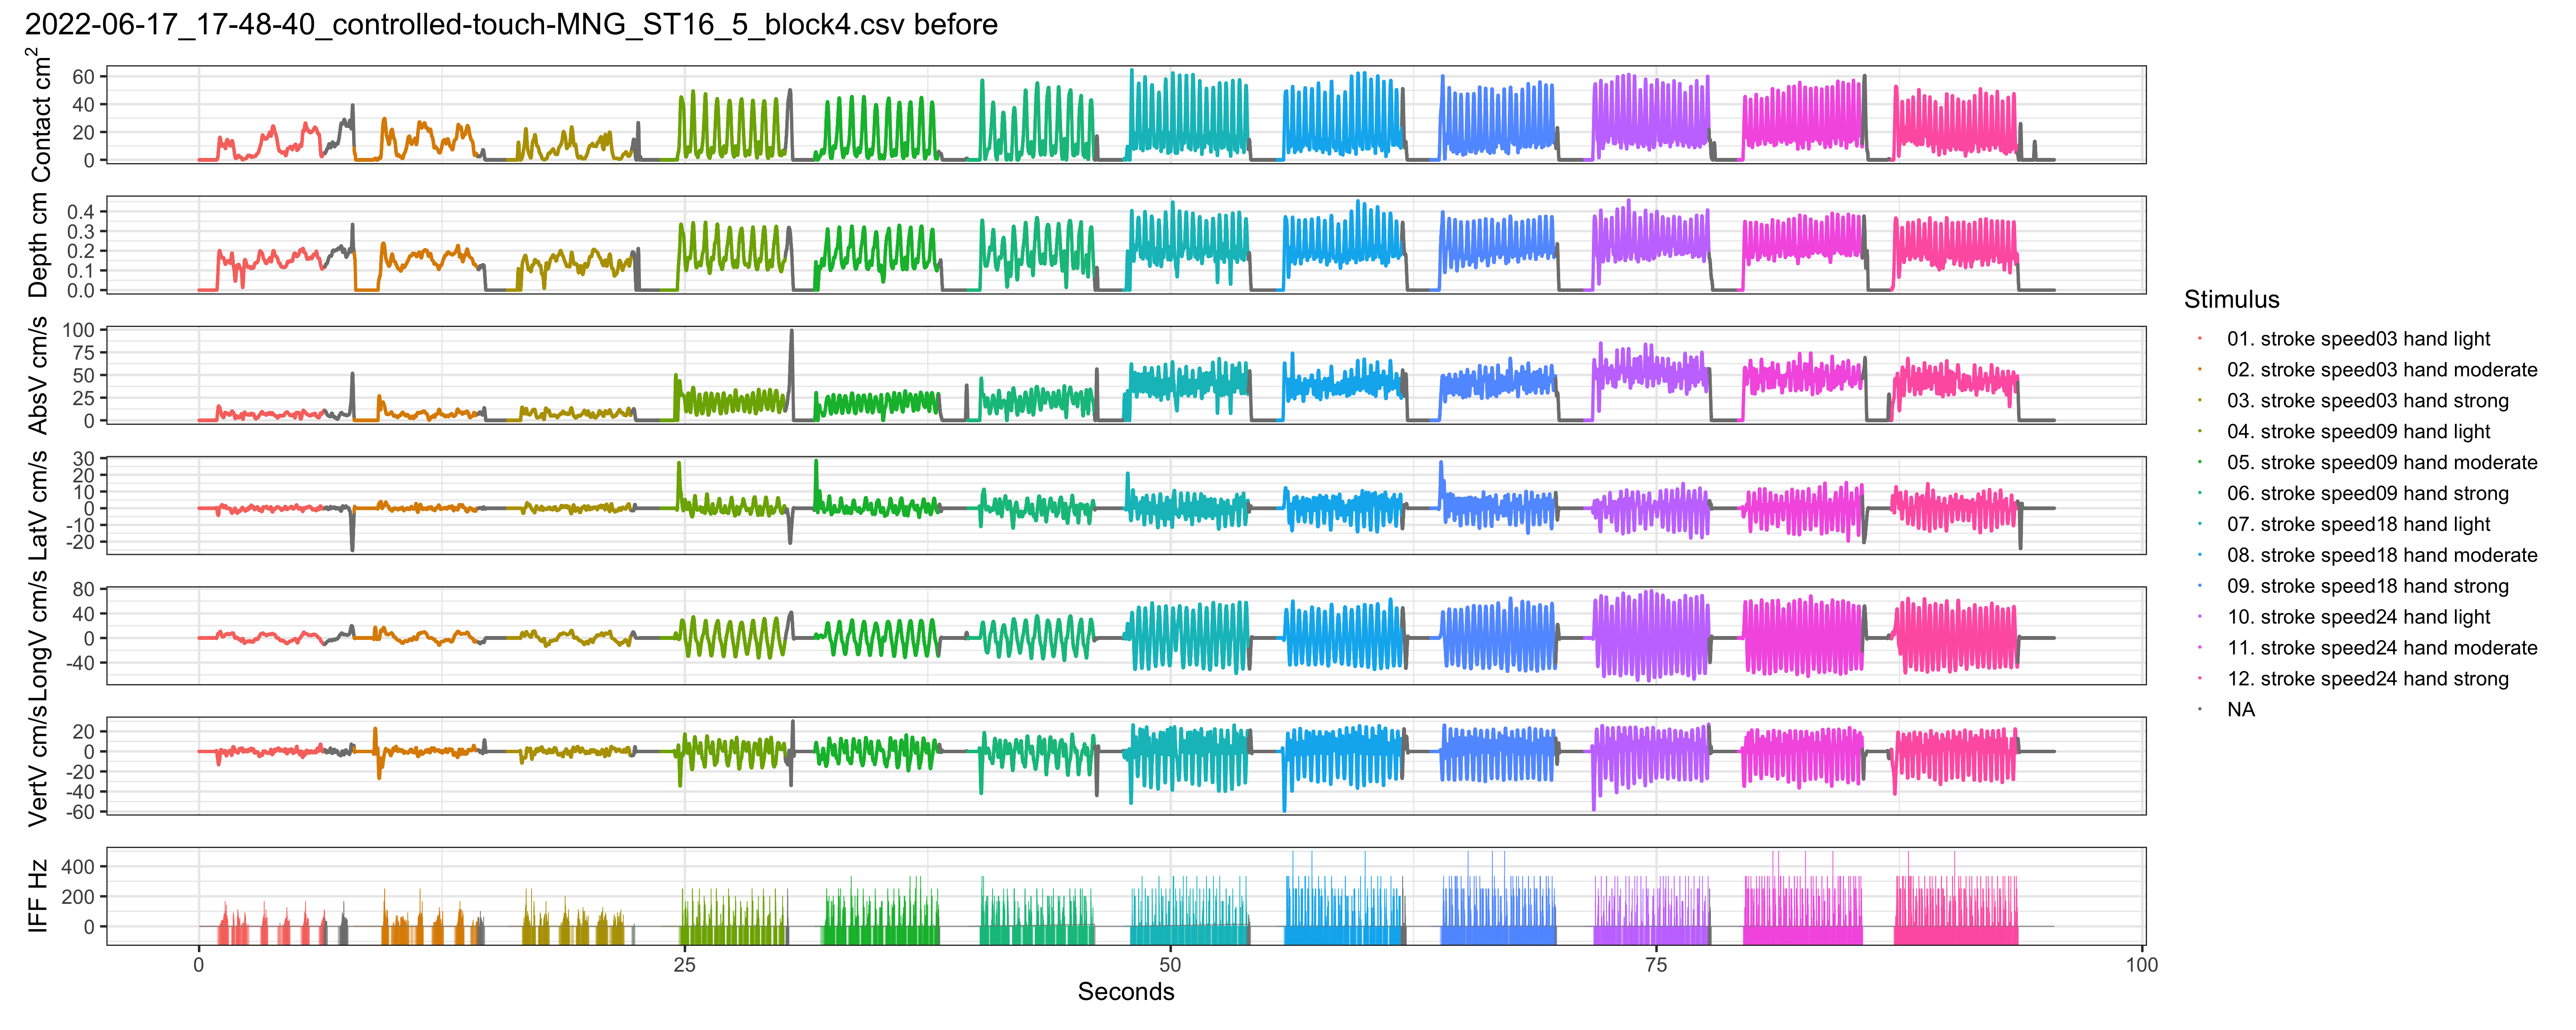 2022-06-17_17-48-40_controlled-touch-MNG_ST16_5_block4.csv before
Contact cm²
60
40
20
0
Depth cm
0.4
0.3
0.2
0.1
0.0
AbsV cm/s
100
75
50
25
0
LatV cm/s
30
20
10
0
-10
-20
LongV cm/s
80
40
0
-40
VertV cm/s
20
0
-20
-40
-60
IFF Hz
400
200
0
0 25 50 75 100
Seconds
Stimulus
01. stroke speed03 hand light
02. stroke speed03 hand moderate
03. stroke speed03 hand strong
04. stroke speed09 hand light
05. stroke speed09 hand moderate
06. stroke speed09 hand strong
07. stroke speed18 hand light
08. stroke speed18 hand moderate
09. stroke speed18 hand strong
10. stroke speed24 hand light
11. stroke speed24 hand moderate
12. stroke speed24 hand strong
NA